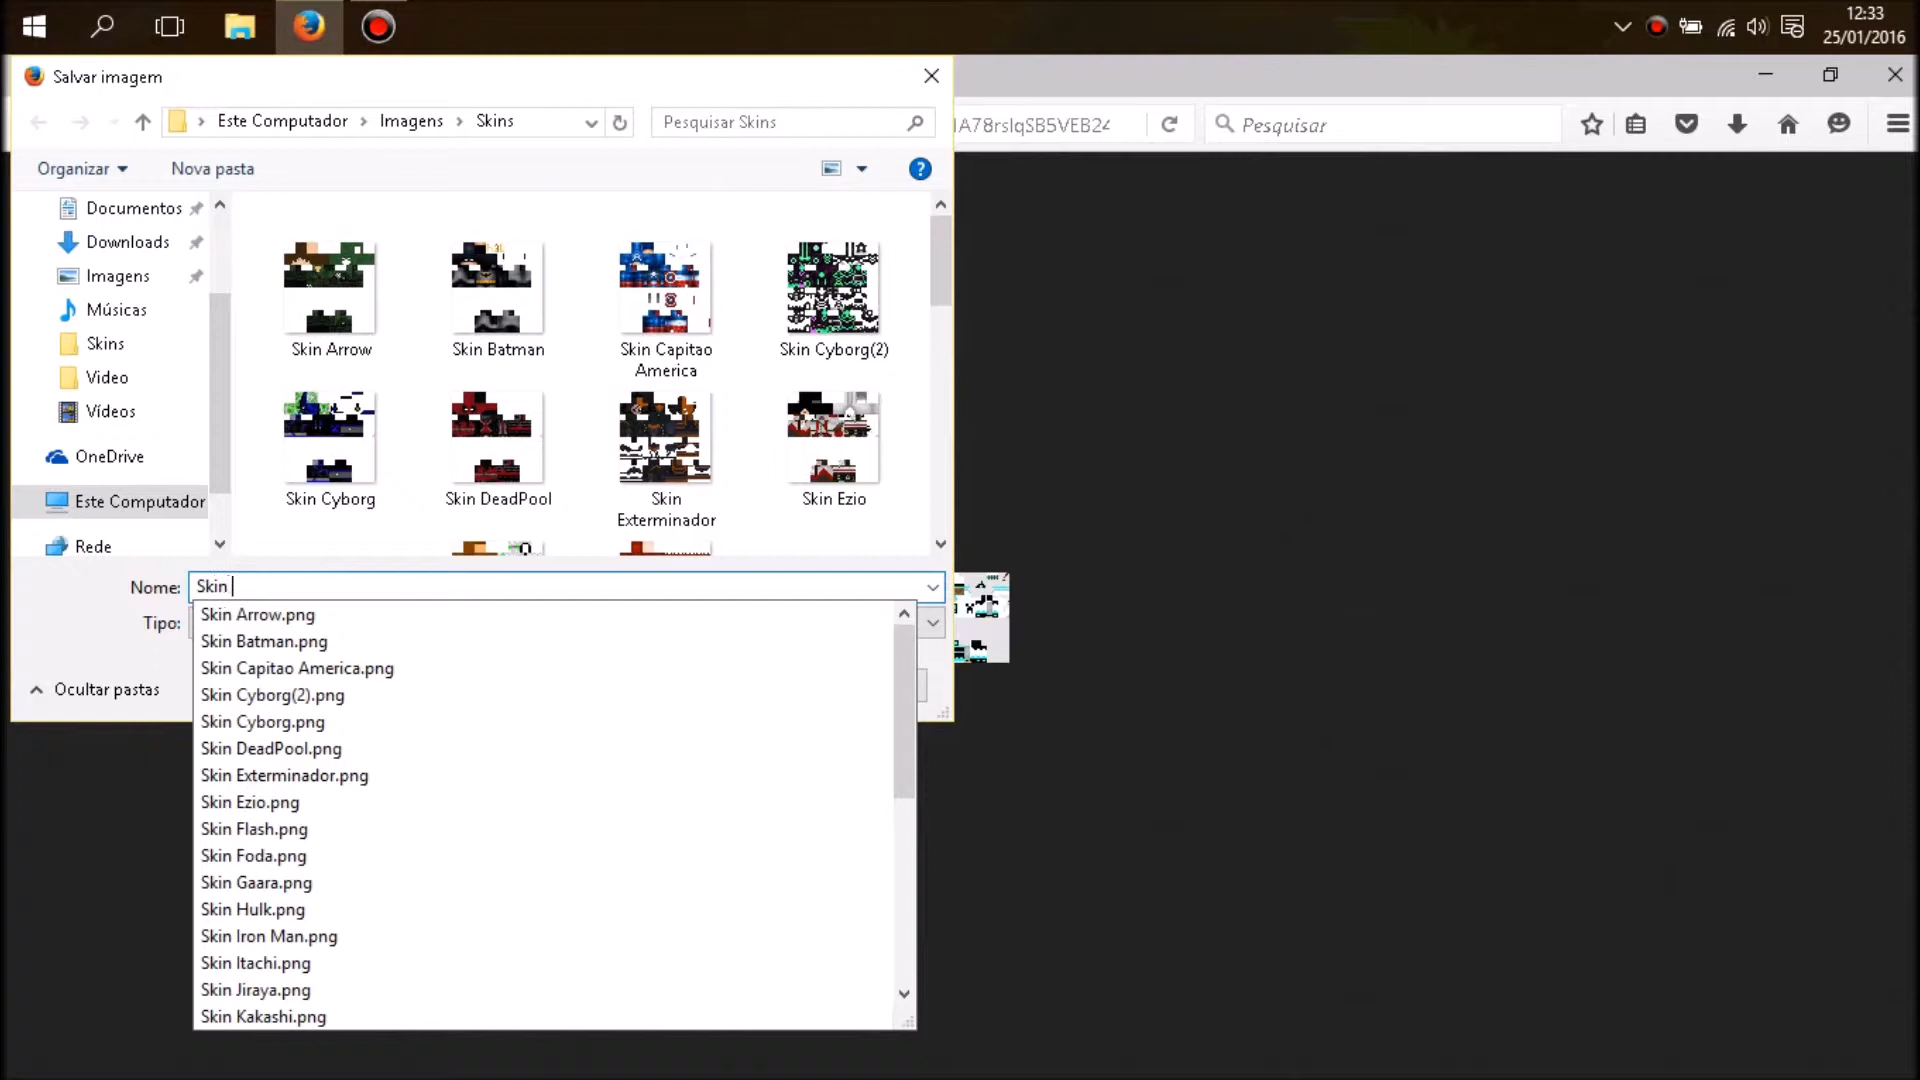 12:33
25/01/2016
Salvar imagem
Este Computador > Imagens > Skins
Pesquisar Skins
IA78rsIqSB5VEB24
Pesquisar
Organizar
Nova pasta
Documentos
Downloads
Imagens
Músicas
Skins
Video
Vídeos
OneDrive
Este Computador
Rede
Skin Arrow
Skin Batman
Skin Capitao
America
Skin Cyborg(2)
Skin Cyborg
Skin DeadPool
Skin
Exterminador
Skin Ezio
Nome: Skin
Tipo:
Ocultar pastas
Skin Arrow.png
Skin Batman.png
Skin Capitao America.png
Skin Cyborg(2).png
Skin Cyborg.png
Skin DeadPool.png
Skin Exterminador.png
Skin Ezio.png
Skin Flash.png
Skin Foda.png
Skin Gaara.png
Skin Hulk.png
Skin Iron Man.png
Skin Itachi.png
Skin Jiraya.png
Skin Kakashi.png